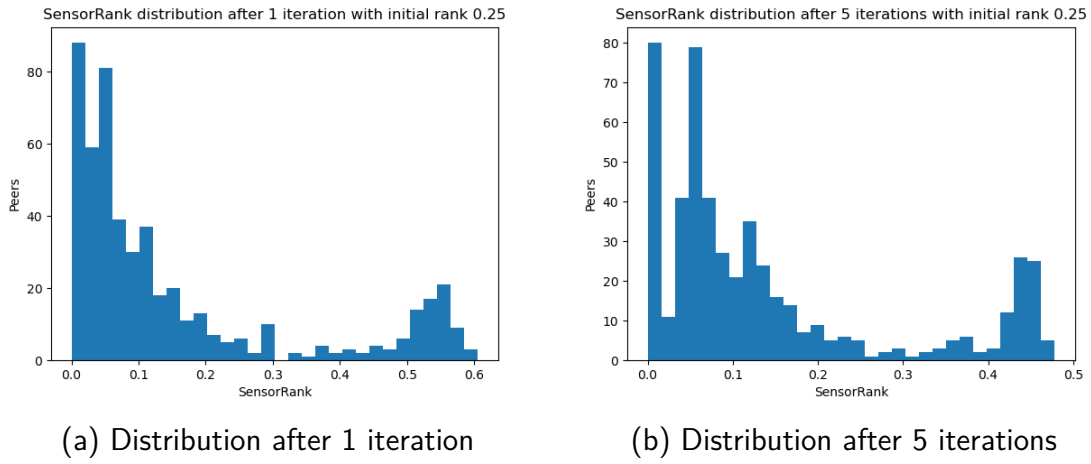 SensorRank distribution after 1 iteration with initial rank 0.25
80
60
40
20
0
Peers
0.0 0.1 0.2 0.3 0.4 0.5 0.6
SensorRank
(a) Distribution after 1 iteration
SensorRank distribution after 5 iterations with initial rank 0.25
80
70
60
50
40
30
20
10
0
Peers
0.0 0.1 0.2 0.3 0.4 0.5
SensorRank
(b) Distribution after 5 iterations